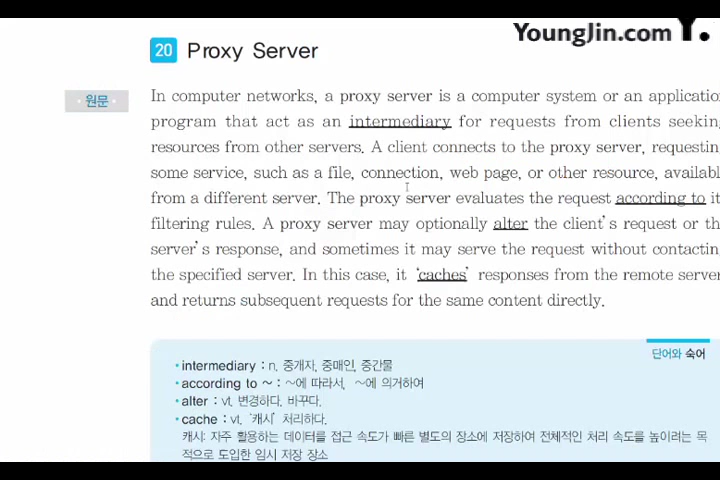 YoungJin.com Y.
20 Proxy Server
원문
In computer networks, a proxy server is a computer system or an applicatio
program that act as an intermediary for requests from clients seekin
resources from other servers. A client connects to the proxy server, requestin
some service, such as a file, connection, web page, or other resource, availabl
from a different server. The proxy server evaluates the request according to it
filtering rules. A proxy server may optionally alter the client's request or th
server's response, and sometimes it may serve the request without contactin
the specified server. In this case, it 'caches' responses from the remote server
and returns subsequent requests for the same content directly.
단어와 숙어
• intermediary : n. 중개자, 중매인, 중간물
• according to ~ : ~에 따라서, ~에 의거하여
• alter : vt. 변경하다, 바꾸다.
• cache : vt. '캐시' 처리하다.
캐시: 자주 활용하는 데이터를 접근 속도가 빠른 별도의 장소에 저장하여 전체적인 처리 속도를 높이려는 목
적으로 도입한 임시 저장 장소